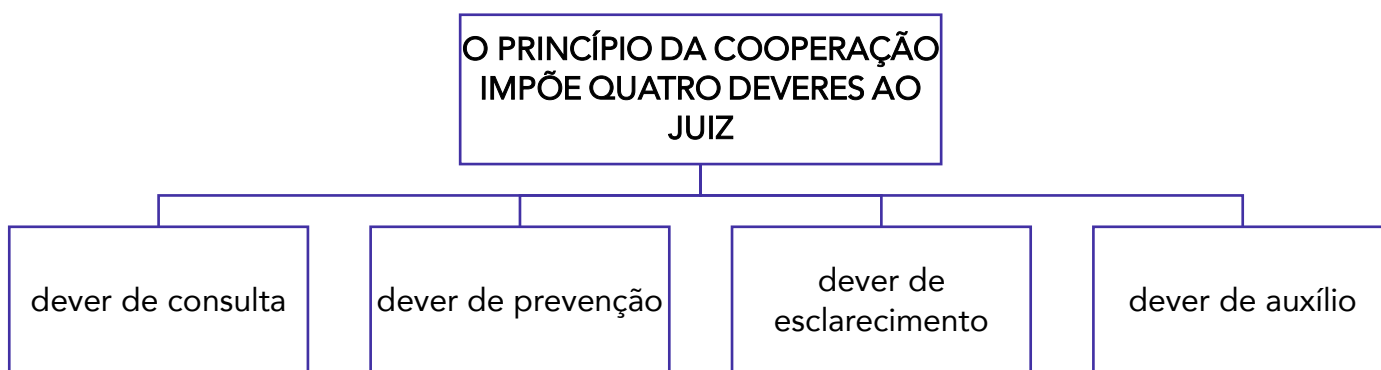 O PRINCÍPIO DA COOPERAÇÃO
IMPÕE QUATRO DEVERES AO
JUIZ
dever de consulta
dever de prevenção
dever de
esclarecimento
dever de auxílio